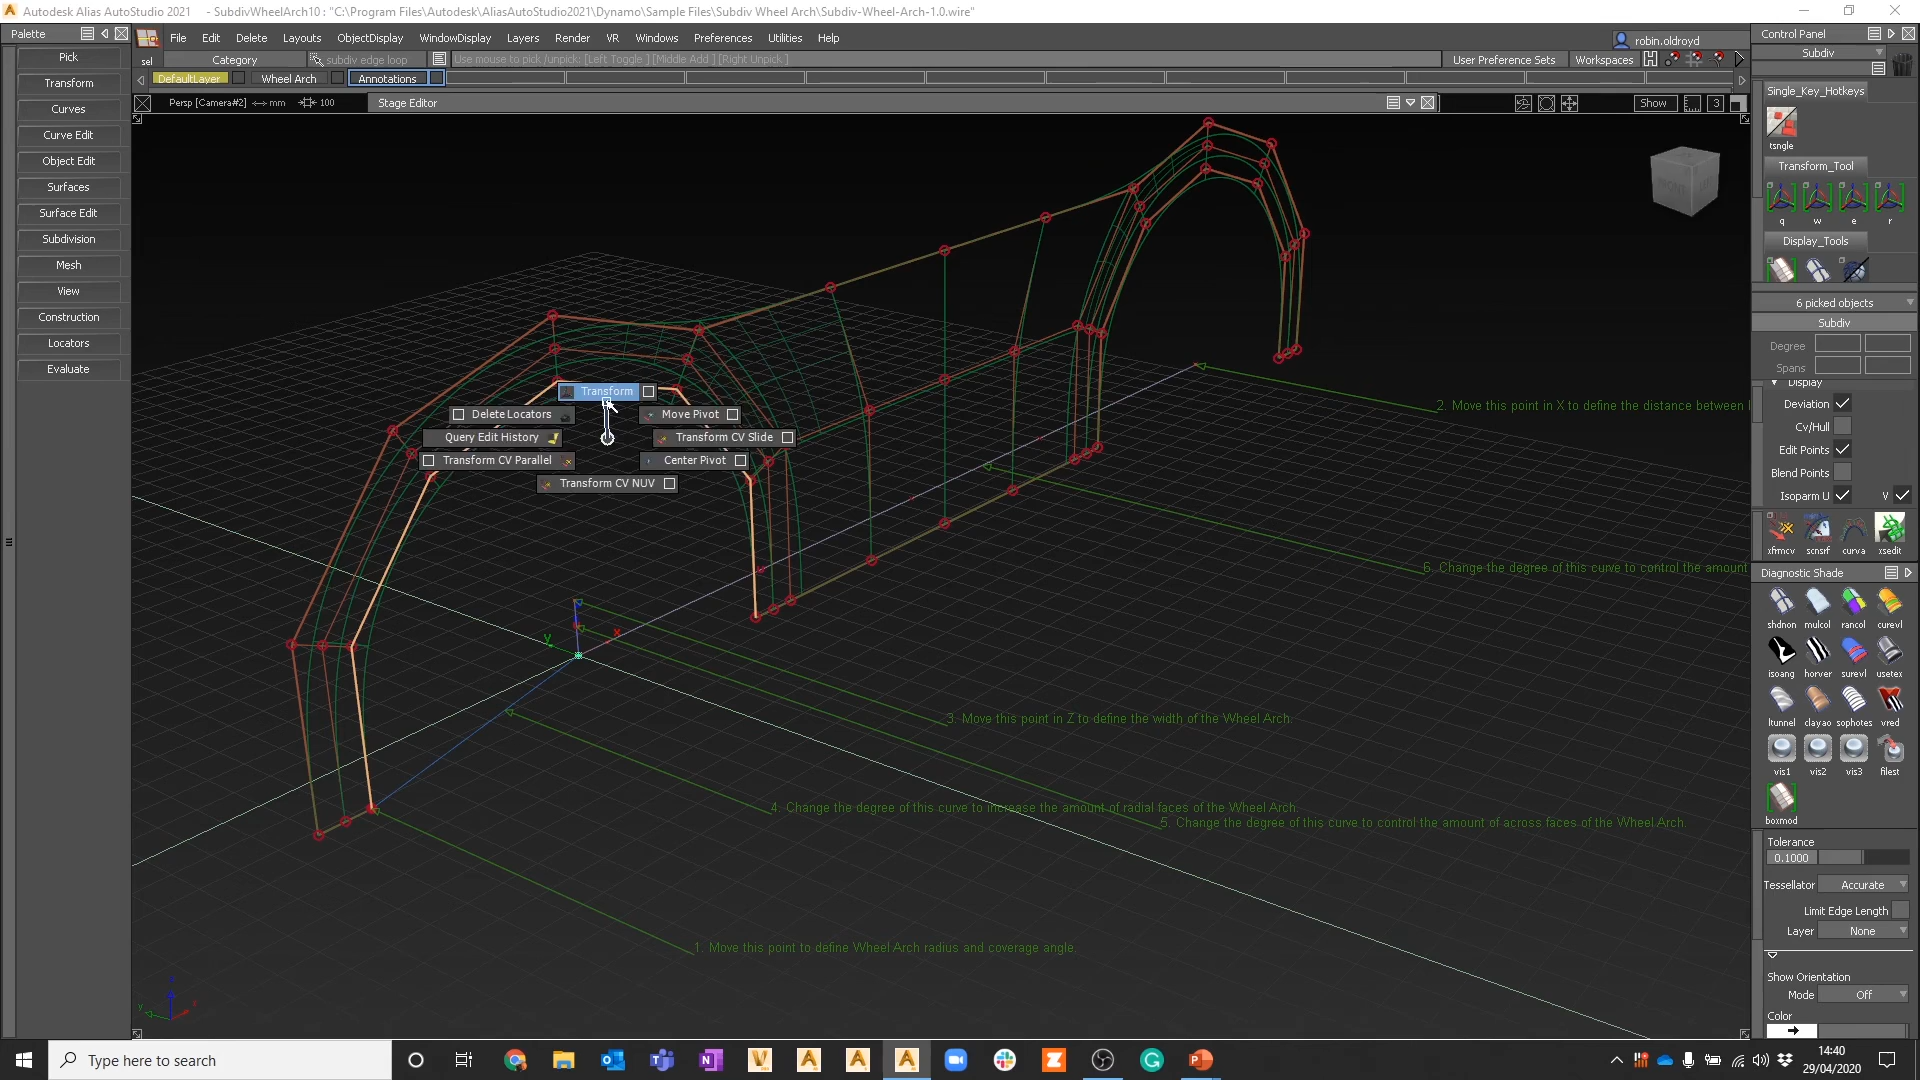 Autodesk Alias AutoStudio 2021 - SubdivWheelArch10 : "C:\Program Files\Autodesk\AliasAutoStudio2021\Dynamo\Sample Files\Subdiv Wheel Arch\Subdiv-Wheel-Arch-1.0.wire"
Palette
File Edit Delete Layouts ObjectDisplay WindowDisplay Layers Render VR Windows Preferences Utilities Help
robin.oldroyd
Control Panel
sel Category subdiv edge loop Use mouse to pick /unpick: [Left Toggle ] [Middle Add ] [Right Unpick ]
User Preference Sets Workspaces
Subdiv
DefaultLayer Wheel Arch Annotations
Persp [Camera#2] <-> mm 100 Stage Editor
Show 3
Pick
Transform
Curves
Curve Edit
Object Edit
Surfaces
Surface Edit
Subdivision
Mesh
View
Construction
Locators
Evaluate
Transform
Delete Locators Move Pivot
Query Edit History Transform CV Slide
Transform CV Parallel Center Pivot
Transform CV NUV
2. Move this point in X to define the distance between
6. Change the degree of this curve to control the amount
3. Move this point in Z to define the width of the Wheel Arch.
4. Change the degree of this curve to increase the amount of radial faces of the Wheel Arch.
5. Change the degree of this curve to control the amount of across faces of the Wheel Arch.
1. Move this point to define Wheel Arch radius and coverage angle.
y x
Single_Key_Hotkeys
tsngle
Transform_Tool
q w e r
Display_Tools
6 picked objects
Subdiv
Degree
Spans
Display
Deviation
Cv/Hull
Edit Points
Blend Points
Isoparm U V
xfrmcv scnsrf curva xsedit
Diagnostic Shade
shdnon mulcol rancol curevl
isoang horver surevl usetex
ltunnel clayao sophotes vred
vis1 vis2 vis3 filest
boxmod
Tolerance
0.1000
Tessellator Accurate
Limit Edge Length
Layer None
Show Orientation
Mode Off
Color
Type here to search
14:40
29/04/2020